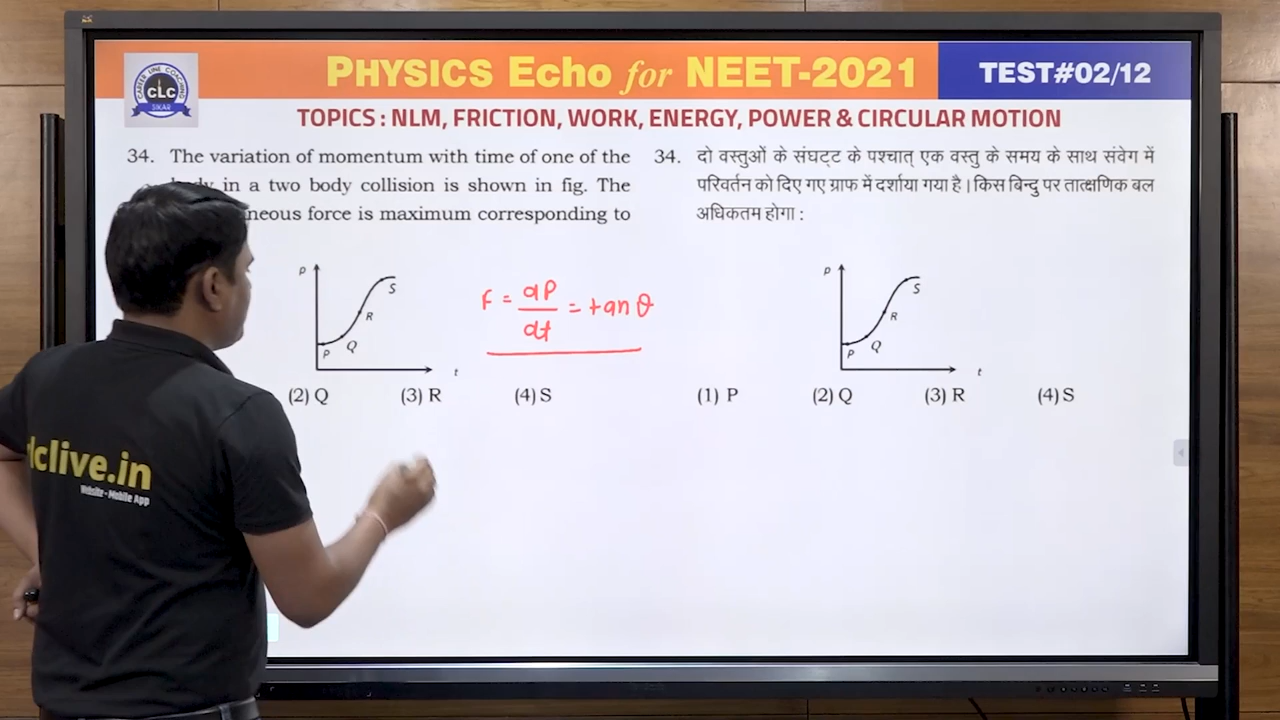 PHYSICS Echo for NEET-2021
TEST#02/12
CAREER LINE COACHING
CLC
SIKAR
TOPICS : NLM, FRICTION, WORK, ENERGY, POWER & CIRCULAR MOTION
34. The variation of momentum with time of one of the
body in a two body collision is shown in fig. The
neous force is maximum corresponding to
p
S
R
Q
P
t
F = dP/dt = tan θ
(2) Q (3) R (4) S
34. दो वस्तुओं के संघट्ट के पश्चात् एक वस्तु के समय के साथ संवेग में
परिवर्तन को दिए गए ग्राफ में दर्शाया गया है। किस बिन्दु पर तात्क्षणिक बल
अधिकतम होगा :
p
S
R
Q
P
t
(1) P (2) Q (3) R (4) S
clclive.in
Website - Mobile App